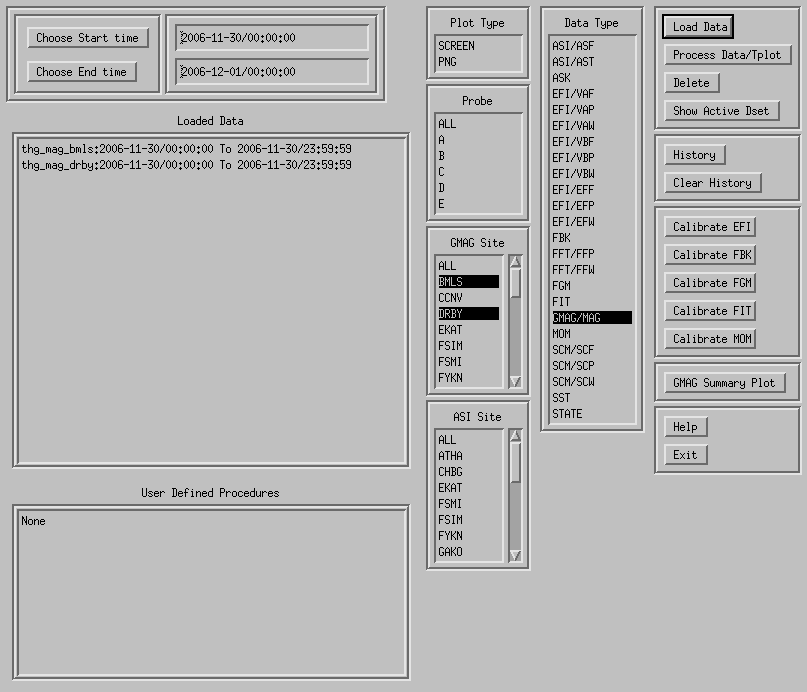 Choose Start time
2006-11-30/00:00:00
Choose End time
2006-12-01/00:00:00
Loaded Data
thg_mag_bmls:2006-11-30/00:00:00 To 2006-11-30/23:59:59
thg_mag_drby:2006-11-30/00:00:00 To 2006-11-30/23:59:59
User Defined Procedures
None
Plot Type
SCREEN
PNG
Probe
ALL
A
B
C
D
E
GMAG Site
ALL
BMLS
CCNV
DRBY
EKAT
FSIM
FSMI
FYKN
ASI Site
ALL
ATHA
CHBG
EKAT
FSMI
FSIM
FYKN
GAKO
Data Type
ASI/ASF
ASI/AST
ASK
EFI/VAF
EFI/VAP
EFI/VAW
EFI/VBF
EFI/VBP
EFI/VBW
EFI/EFF
EFI/EFP
EFI/EFW
FBK
FFT/FFP
FFT/FFW
FGM
FIT
GMAG/MAG
MOM
SCM/SCF
SCM/SCP
SCM/SCW
SST
STATE
Load Data
Process Data/Tplot
Delete
Show Active Dset
History
Clear History
Calibrate EFI
Calibrate FBK
Calibrate FGM
Calibrate FIT
Calibrate MOM
GMAG Summary Plot
Help
Exit